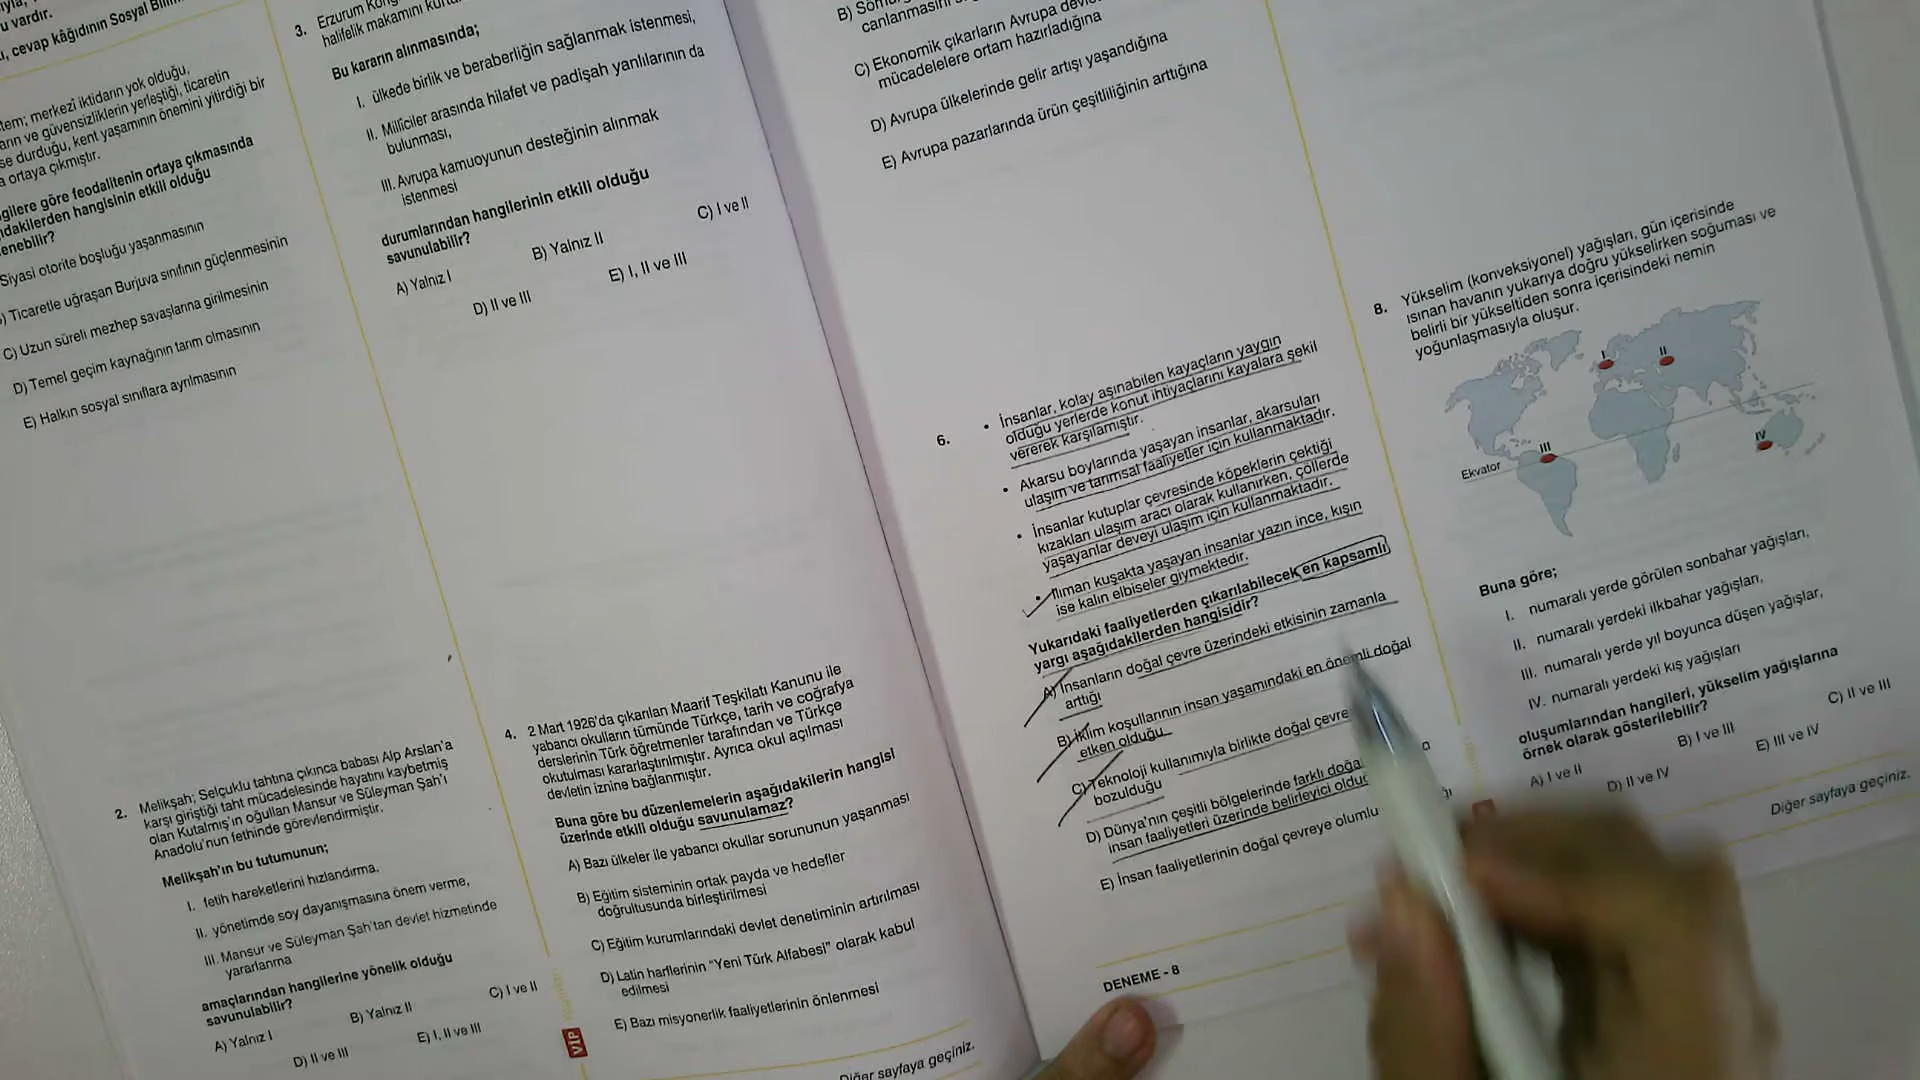 u vardır.
, cevap kâğıdının Sosyal Bilim
merkezî iktidarın yok olduğu,
ve güvensizliklerin yerleştiği, ticaretin
se durduğu, kent yaşamının önemini yitirdiği bir
ortaya çıkmıştır.
göre feodalitenin ortaya çıkmasında
hangisinin etkili olduğu
Siyasi otorite boşluğu yaşanmasının
Ticaretle uğraşan Burjuva sınıfının güçlenmesinin
C) Uzun süreli mezhep savaşlarına girilmesinin
D) Temel geçim kaynağının tarım olmasının
E) Halkın sosyal sınıflara ayrılmasının
2. Melikşah; Selçuklu tahtına çıkınca babası Alp Arslan'a
karşı giriştiği taht mücadelesinde hayatını kaybetmiş
olan Kutalmış'ın oğulları Mansur ve Süleyman Şah'ı
Anadolu'nun fethinde görevlendirmiştir.
Melikşah'ın bu tutumunun;
I. fetih hareketlerini hızlandırma,
II. yönetimde soy dayanışmasına önem verme,
III. Mansur ve Süleyman Şah'tan devlet hizmetinde
yararlanma
amaçlarından hangilerine yönelik olduğu
savunulabilir?
A) Yalnız I
B) Yalnız II
C) I ve II
D) II ve III
E) I, II ve III
3. Erzurum
halifelik makamını
Bu kararın alınmasında;
I. ülkede birlik ve beraberliğin sağlanmak istenmesi,
II. Millîciler arasında hilafet ve padişah yanlılarının da
bulunması,
III. Avrupa kamuoyunun desteğinin alınmak
istenmesi
durumlarından hangilerinin etkili olduğu
savunulabilir?
A) Yalnız I
B) Yalnız II
C) I ve II
D) II ve III
E) I, II ve III
4. 2 Mart 1926'da çıkarılan Maarif Teşkilatı Kanunu ile
yabancı okulların tümünde Türkçe, tarih ve coğrafya
derslerinin Türk öğretmenler tarafından ve Türkçe
okutulması kararlaştırılmıştır. Ayrıca okul açılması
devletin iznine bağlanmıştır.
Buna göre bu düzenlemelerin aşağıdakilerin hangisi
üzerinde etkili olduğu savunulamaz?
A) Bazı ülkeler ile yabancı okullar sorununun yaşanması
B) Eğitim sisteminin ortak payda ve hedefler
doğrultusunda birleştirilmesi
C) Eğitim kurumlarındaki devlet denetiminin artırılması
D) Latin harflerinin "Yeni Türk Alfabesi" olarak kabul
edilmesi
E) Bazı misyonerlik faaliyetlerinin önlenmesi
VIP
Diğer sayfaya geçiniz.
canlanmasın
C) Ekonomik çıkarların Avrupa
mücadelelere ortam hazırladığına
D) Avrupa ülkelerinde gelir artışı yaşandığına
E) Avrupa pazarlarında ürün çeşitliliğinin arttığına
6. • İnsanlar, kolay aşınabilen kayaçların yaygın
olduğu yerlerde konut ihtiyaçlarını kayalara şekil
vererek karşılamıştır.
• Akarsu boylarında yaşayan insanlar, akarsuları
ulaşım ve tarımsal faaliyetler için kullanmaktadır.
• İnsanlar kutuplar çevresinde köpeklerin çektiği
kızakları ulaşım aracı olarak kullanırken, çöllerde
yaşayanlar deveyi ulaşım için kullanmaktadır.
• Ilıman kuşakta yaşayan insanlar yazın ince, kışın
ise kalın elbiseler giymektedir.
Yukarıdaki faaliyetlerden çıkarılabilecek en kapsamlı
yargı aşağıdakilerden hangisidir?
A) İnsanların doğal çevre üzerindeki etkisinin zamanla
arttığı
B) İklim koşullarının insan yaşamındaki en önemli doğal
etken olduğu
C) Teknoloji kullanımıyla birlikte doğal çevre
bozulduğu
D) Dünya'nın çeşitli bölgelerinde farklı doğa
insan faaliyetleri üzerinde belirleyici olduğ
E) İnsan faaliyetlerinin doğal çevreye olumlu
DENEME - 8
8. Yükselim (konveksiyonel) yağışları, gün içerisinde
ısınan havanın yukarıya doğru yükselirken soğuması ve
belirli bir yükseltiden sonra içerisindeki nemin
yoğunlaşmasıyla oluşur.
I
II
III
IV
Ekvator
Buna göre;
I. numaralı yerde görülen sonbahar yağışları,
II. numaralı yerdeki ilkbahar yağışları,
III. numaralı yerde yıl boyunca düşen yağışlar,
IV. numaralı yerdeki kış yağışları
oluşumlarından hangileri, yükselim yağışlarına
örnek olarak gösterilebilir?
A) I ve II
B) I ve III
C) II ve III
D) II ve IV
E) III ve IV
Diğer sayfaya geçiniz.